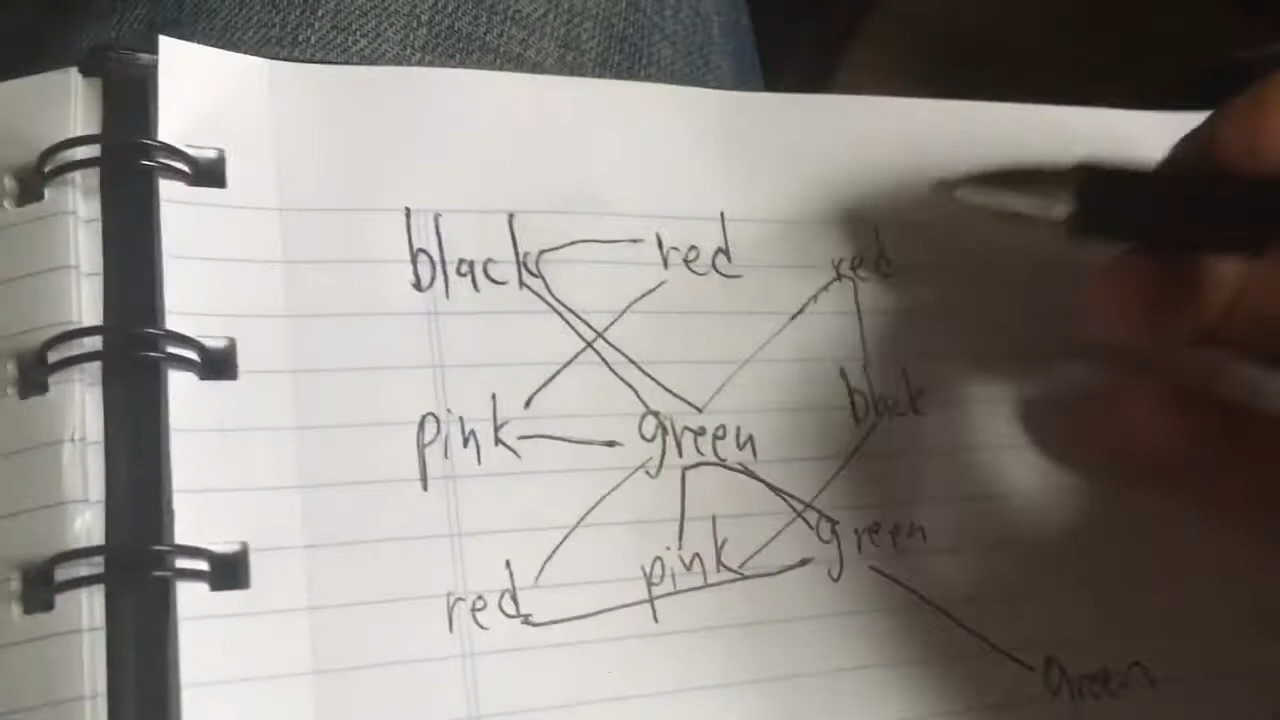 black red red
black
pink green
pink green
red
green